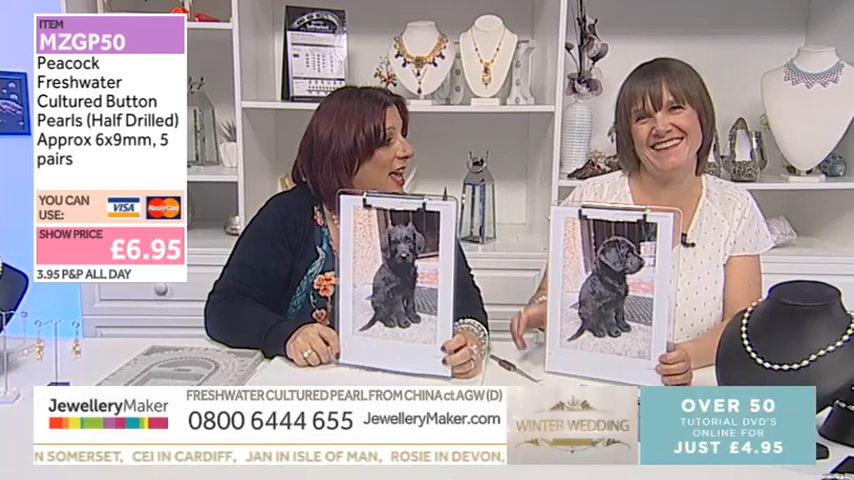 ITEM
MZGP50
Peacock
Freshwater
Cultured Button
Pearls (Half Drilled)
Approx 6x9mm, 5
pairs
YOU CAN
USE:
VISA
MasterCard
SHOW PRICE
£6.95
3.95 P&P ALL DAY
JewelleryMaker
FRESHWATER CULTURED PEARL FROM CHINA ct AGW (D)
0800 6444 655
JewelleryMaker.com
WINTER WEDDING
OVER 50
TUTORIAL DVD'S
ONLINE FOR
JUST £4.95
N SOMERSET, CEI IN CARDIFF, JAN IN ISLE OF MAN, ROSIE IN DEVON,